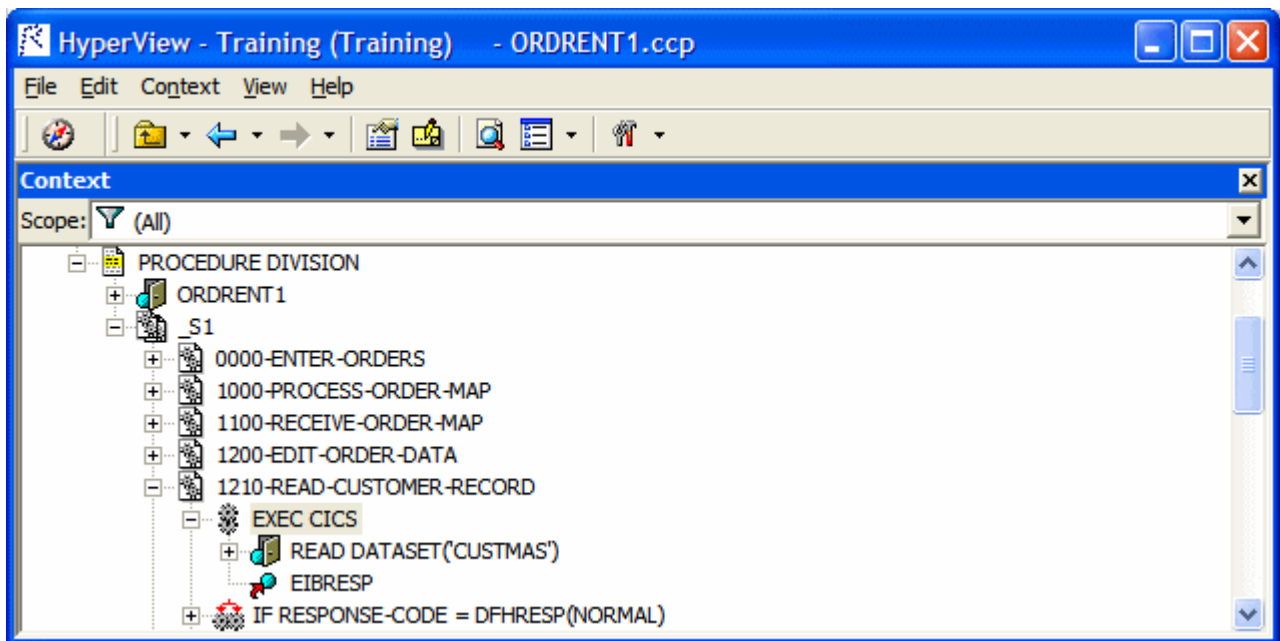 HyperView - Training (Training) - ORDRENT1.ccp
File Edit Context View Help
Context
Scope: (All)
PROCEDURE DIVISION
ORDRENT1
_S1
0000-ENTER-ORDERS
1000-PROCESS-ORDER-MAP
1100-RECEIVE-ORDER-MAP
1200-EDIT-ORDER-DATA
1210-READ-CUSTOMER-RECORD
EXEC CICS
READ DATASET('CUSTMAS')
EIBRESP
IF RESPONSE-CODE = DFHRESP(NORMAL)